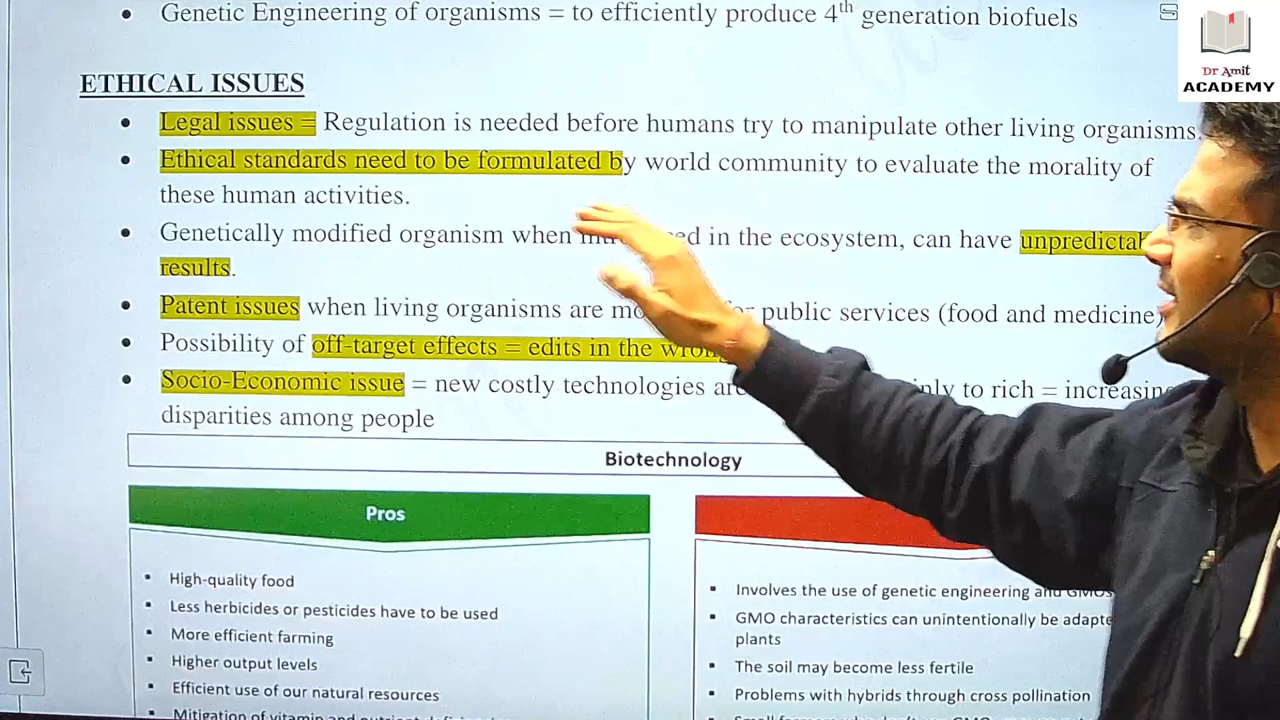 Genetic Engineering of organisms = to efficiently produce 4th generation biofuels
Dr Amit
ACADEMY
ETHICAL ISSUES
Legal issues = Regulation is needed before humans try to manipulate other living organisms.
Ethical standards need to be formulated by world community to evaluate the morality of
these human activities.
Genetically modified organism when in the ecosystem, can have
results.
Patent issues when living organisms are public services (food and medicine)
Possibility of off-target effects = edits in the
Socio-Economic issue = new costly technologies are to rich = increasing
disparities among people
Biotechnology
Pros
High-quality food
Less herbicides or pesticides have to be used
More efficient farming
Higher output levels
Efficient use of our natural resources
Mitigation of vitamin and
Involves the use of genetic engineering and GMOs
GMO characteristics can unintentionally be
plants
The soil may become less fertile
Problems with hybrids through cross pollination